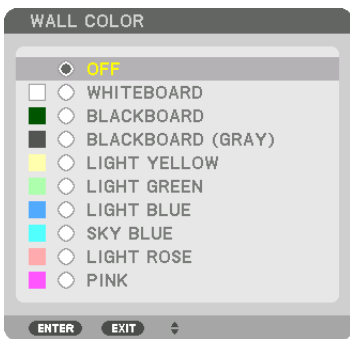 WALL COLOR
OFF
WHITEBOARD
BLACKBOARD
BLACKBOARD (GRAY)
LIGHT YELLOW
LIGHT GREEN
LIGHT BLUE
SKY BLUE
LIGHT ROSE
PINK
ENTER EXIT